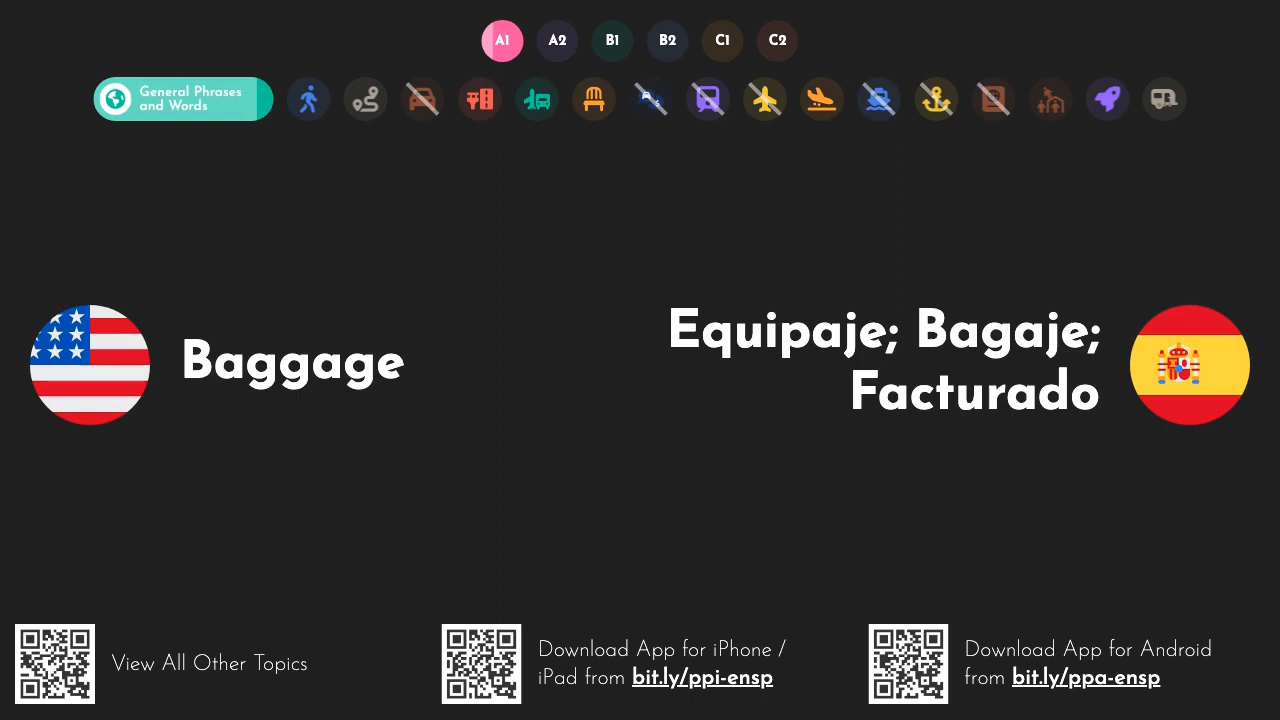 A1 A2 B1 B2 C1 C2
General Phrases
and Words
Baggage
Equipaje; Bagaje;
Facturado
View All Other Topics
Download App for iPhone /
iPad from bit.ly/ppi-ensp
Download App for Android
from bit.ly/ppa-ensp